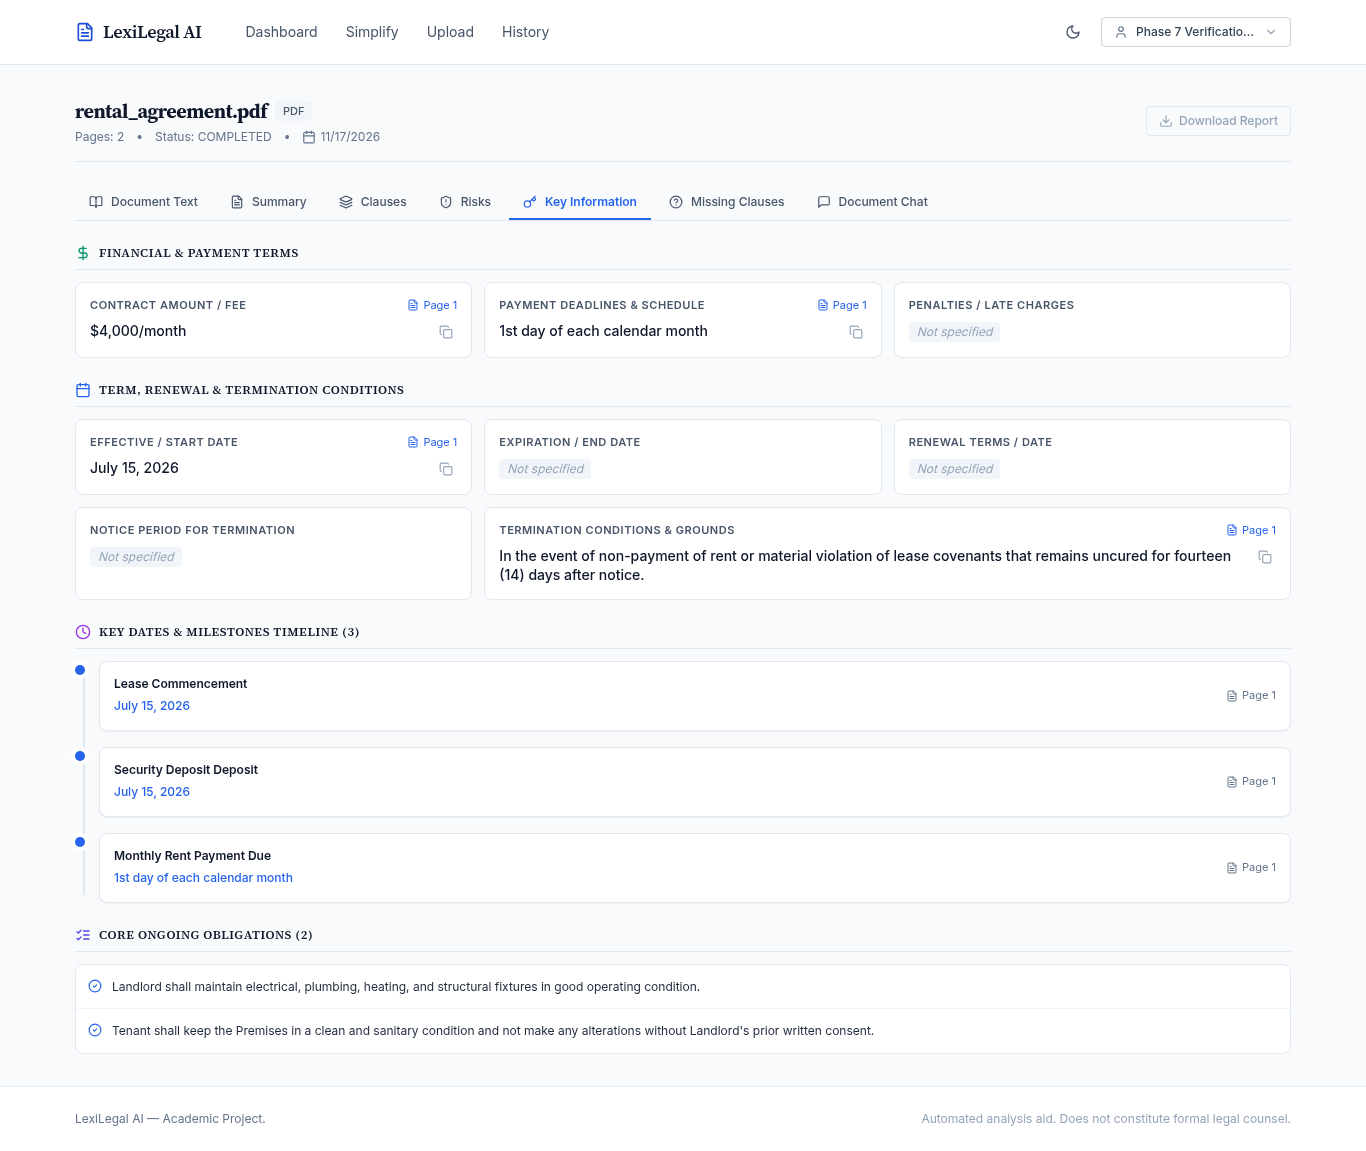 LexiLegal AI
Dashboard
Simplify
Upload
History
Phase 7 Verificatio...
rental_agreement.pdf
PDF
Pages: 2 • Status: COMPLETED • 11/17/2026
Download Report
Document Text
Summary
Clauses
Risks
Key Information
Missing Clauses
Document Chat
FINANCIAL & PAYMENT TERMS
CONTRACT AMOUNT / FEE
Page 1
$4,000/month
PAYMENT DEADLINES & SCHEDULE
Page 1
1st day of each calendar month
PENALTIES / LATE CHARGES
Not specified
TERM, RENEWAL & TERMINATION CONDITIONS
EFFECTIVE / START DATE
Page 1
July 15, 2026
EXPIRATION / END DATE
Not specified
RENEWAL TERMS / DATE
Not specified
NOTICE PERIOD FOR TERMINATION
Not specified
TERMINATION CONDITIONS & GROUNDS
Page 1
In the event of non-payment of rent or material violation of lease covenants that remains uncured for fourteen
(14) days after notice.
KEY DATES & MILESTONES TIMELINE (3)
Lease Commencement
July 15, 2026
Page 1
Security Deposit Deposit
July 15, 2026
Page 1
Monthly Rent Payment Due
1st day of each calendar month
Page 1
CORE ONGOING OBLIGATIONS (2)
Landlord shall maintain electrical, plumbing, heating, and structural fixtures in good operating condition.
Tenant shall keep the Premises in a clean and sanitary condition and not make any alterations without Landlord's prior written consent.
LexiLegal AI — Academic Project.
Automated analysis aid. Does not constitute formal legal counsel.